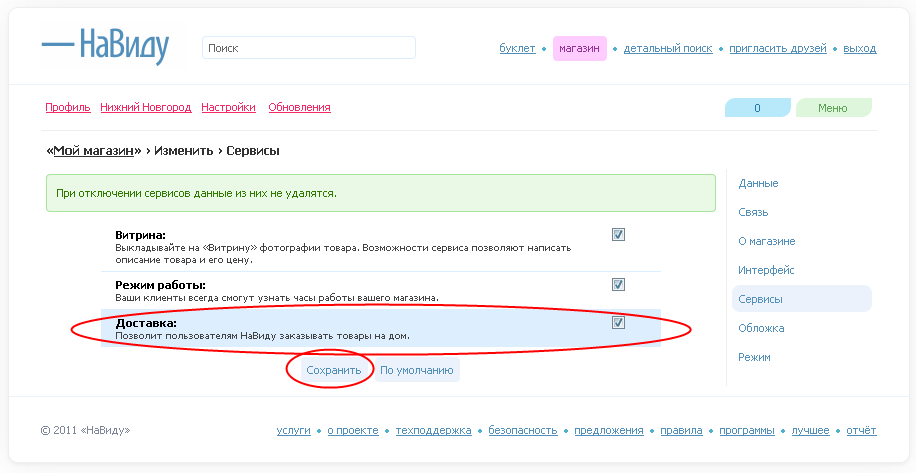 НаВиду
Поиск
буклет • магазин • детальный поиск • пригласить друзей • выход
Профиль Нижний Новгород Настройки Обновления
0 Меню
«Мой магазин» › Изменить › Сервисы
При отключении сервисов данные из них не удалятся.
Витрина:
Выкладывайте на «Витрину» фотографии товара. Возможности сервиса позволяют написать
описание товара и его цену.
Режим работы:
Ваши клиенты всегда смогут узнать часы работы вашего магазина.
Доставка:
Позволит пользователям НаВиду заказывать товары на дом.
Сохранить По умолчанию
Данные
Связь
О магазине
Интерфейс
Сервисы
Обложка
Режим
© 2011 «НаВиду»
услуги • о проекте • техподдержка • безопасность • предложения • правила • программы • лучшее • отчёт